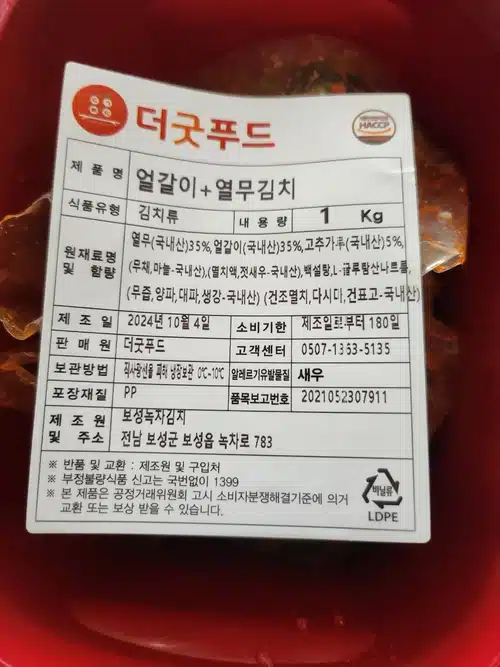 더굿푸드
HACCP
제품명 얼갈이+열무김치
식품유형 김치류 내용량 1 Kg
원재료명 및 함량 열무(국내산)35%,얼갈이(국내산)35%,고추가루(국내산)5%,
(무채,마늘-국내산),(멸치액,젓새우-국내산),백설탕,L-글루탐산나트륨,
(무즙,양파,대파,생강-국내산) (건조멸치,다시마,건표고-국내산)
제조일 2024년 10월 4일 소비기한 제조일로부터 180일
판매원 더굿푸드 고객센터 0507-1363-5135
보관방법 직사광선을 피해 냉장보관 0℃~10℃ 알레르기유발물질 새우
포장재질 PP 품목보고번호 2021052307911
제조원 및 주소 보성녹차김치
전남 보성군 보성읍 녹차로 783
※ 반품 및 교환 : 제조원 및 구입처
※ 부정불량식품 신고는 국번없이 1399
※ 본 제품은 공정거래위원회 고시 소비자분쟁해결기준에 의거
교환 또는 보상 받을 수 있습니다.
비닐류
LDPE